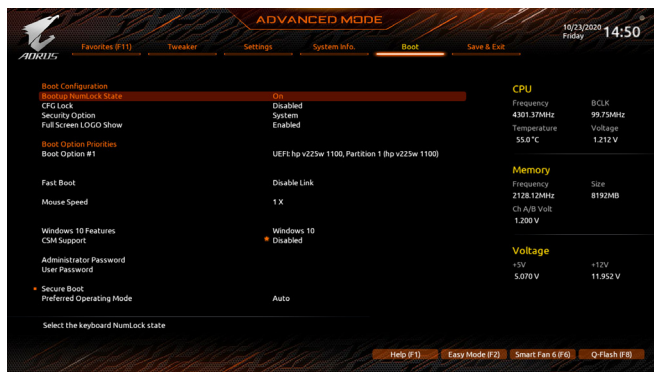 ADVANCED MODE
10/23/2020
Friday
14:50
AORUS
Favorites (F11) Tweaker Settings System Info. Boot Save & Exit
Boot Configuration
Bootup NumLock State On
CFG Lock Disabled
Security Option System
Full Screen LOGO Show Enabled
Boot Option Priorities
Boot Option #1 UEFI: hp v225w 1100, Partition 1 (hp v225w 1100)
Fast Boot Disable Link
Mouse Speed 1 X
Windows 10 Features Windows 10
CSM Support Disabled
Administrator Password
User Password
Secure Boot
Preferred Operating Mode Auto
Select the keyboard NumLock state
CPU
Frequency BCLK
4301.37MHz 99.75MHz
Temperature Voltage
55.0 °C 1.212 V
Memory
Frequency Size
2128.12MHz 8192MB
Ch A/B Volt
1.200 V
Voltage
+5V +12V
5.070 V 11.952 V
Help (F1) Easy Mode (F2) Smart Fan 6 (F6) Q-Flash (F8)